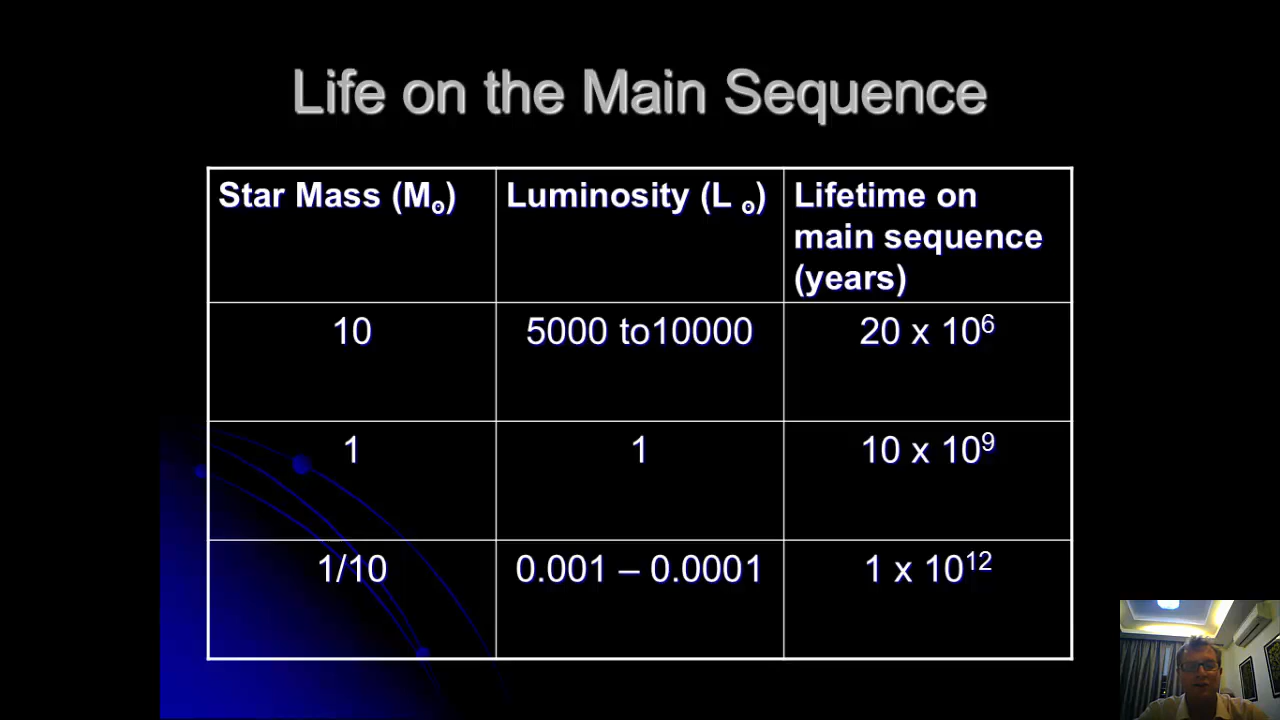 Life on the Main Sequence
Star Mass (M⊙)
Luminosity (L ⊙)
Lifetime on
main sequence
(years)
10
5000 to10000
20 x 10⁶
1
1
10 x 10⁹
1/10
0.001 – 0.0001
1 x 10¹²